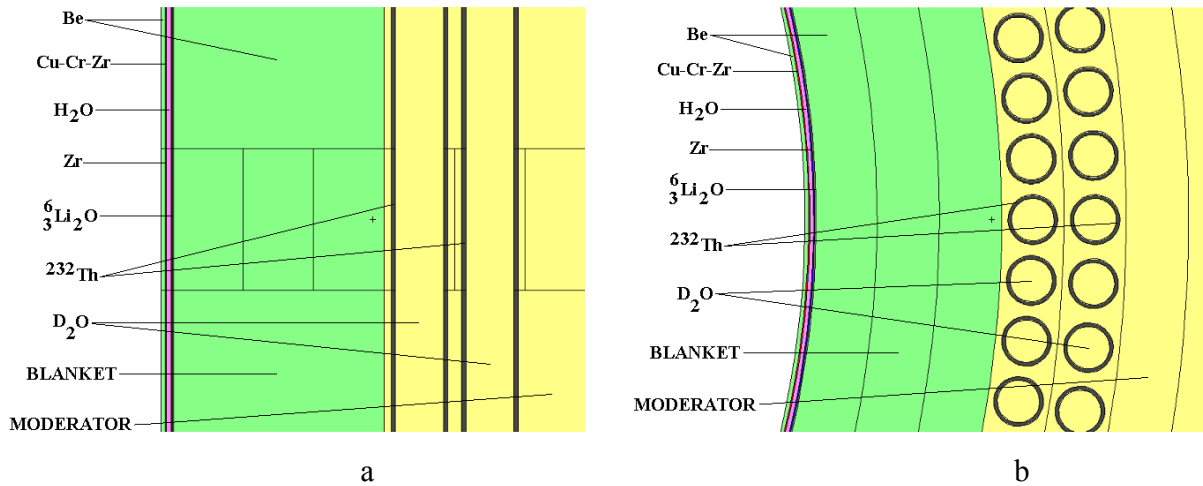 Be
Cu-Cr-Zr
H₂O
Zr
⁶₃Li₂O
²³²Th
D₂O
BLANKET
MODERATOR
a
Be
Cu-Cr-Zr
H₂O
Zr
⁶₃Li₂O
²³²Th
D₂O
BLANKET
MODERATOR
b